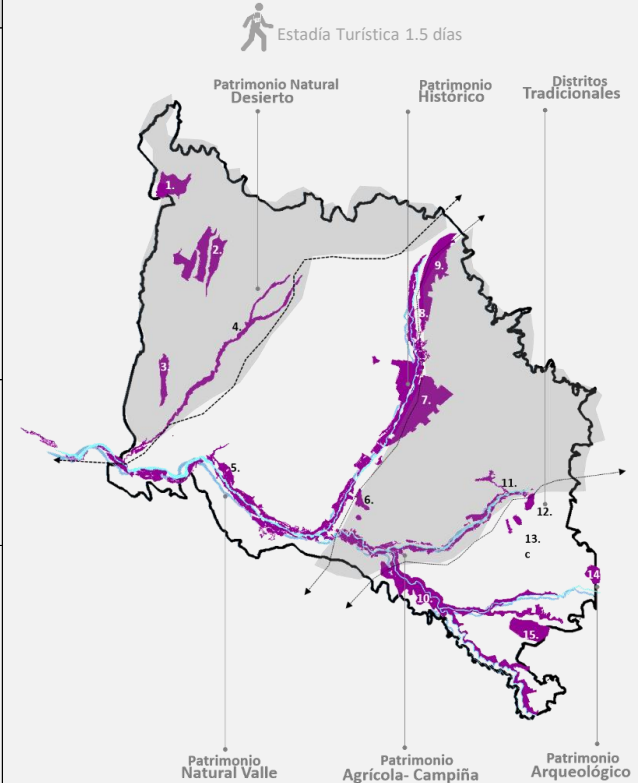 Estadía Turística 1.5 días
Patrimonio Natural
Desierto
Patrimonio
Histórico
Distritos
Tradicionales
1.
2.
3.
4.
5.
6.
7.
8.
9.
10.
11.
12.
13.
c
14
15.
Patrimonio
Natural Valle
Patrimonio
Agrícola- Campiña
Patrimonio
Arqueológico